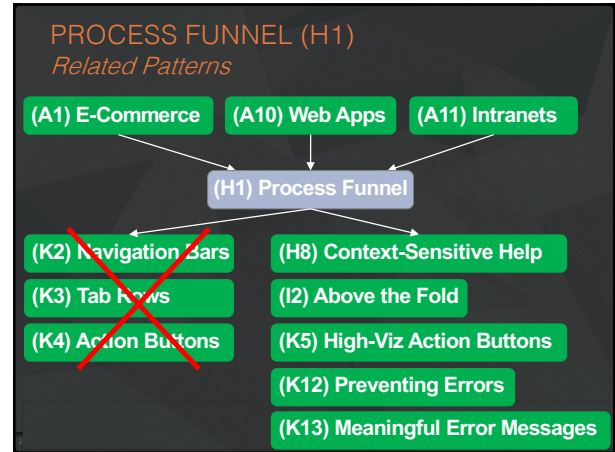 PROCESS FUNNEL (H1)
Related Patterns
(A1) E-Commerce
(A10) Web Apps
(A11) Intranets
(H1) Process Funnel
(K2) Navigation Bars
(K3) Tab Rows
(K4) Action Buttons
(H8) Context-Sensitive Help
(I2) Above the Fold
(K5) High-Viz Action Buttons
(K12) Preventing Errors
(K13) Meaningful Error Messages